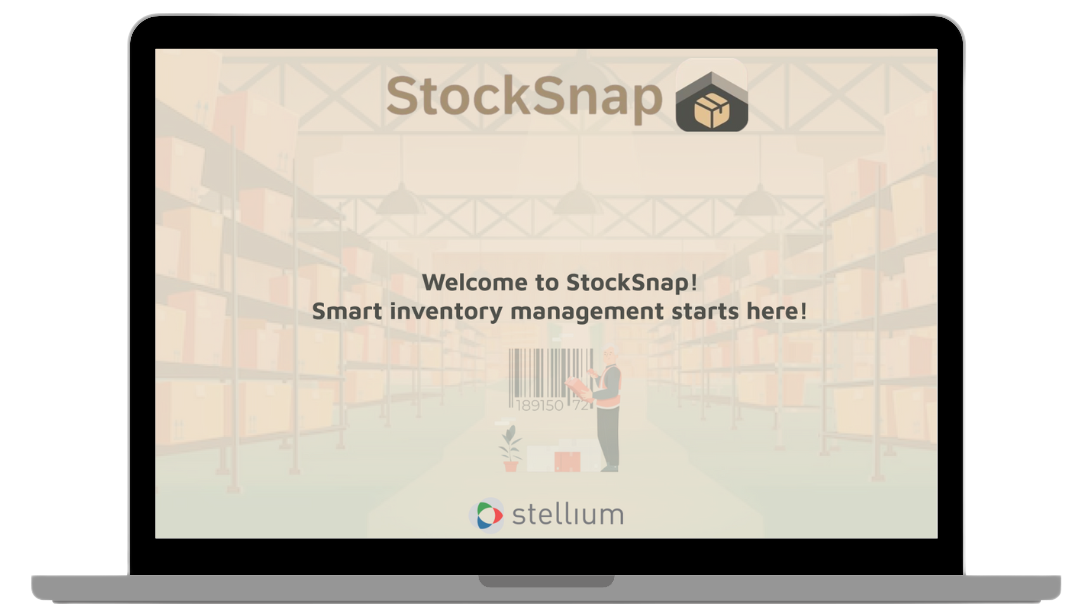 StockSnap
Welcome to StockSnap!
Smart inventory management starts here!
189150 72
stellium